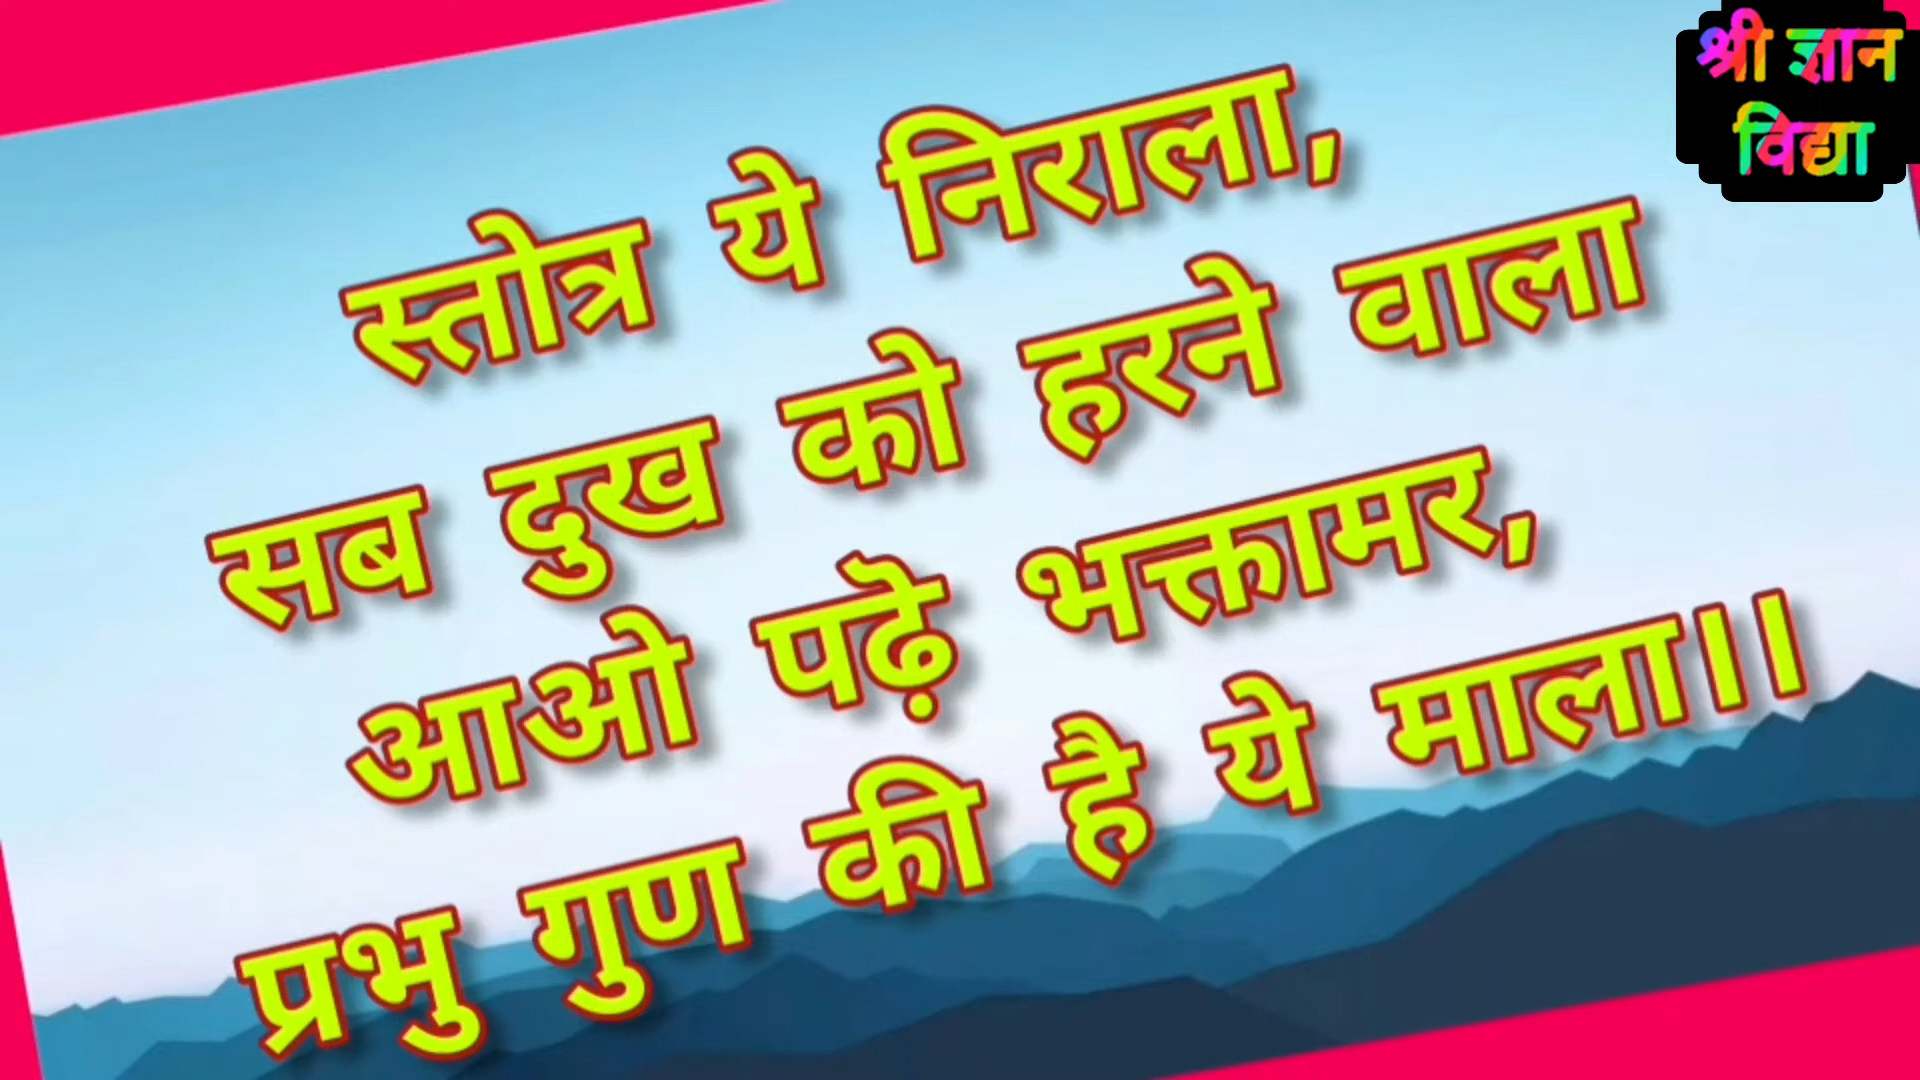 स्तोत्र ये निराला,
सब दुख को हरने वाला
आओ पढ़ॆ भक्तामर,
प्रभु गुण की है ये माला।।
श्री ज्ञान
विद्या